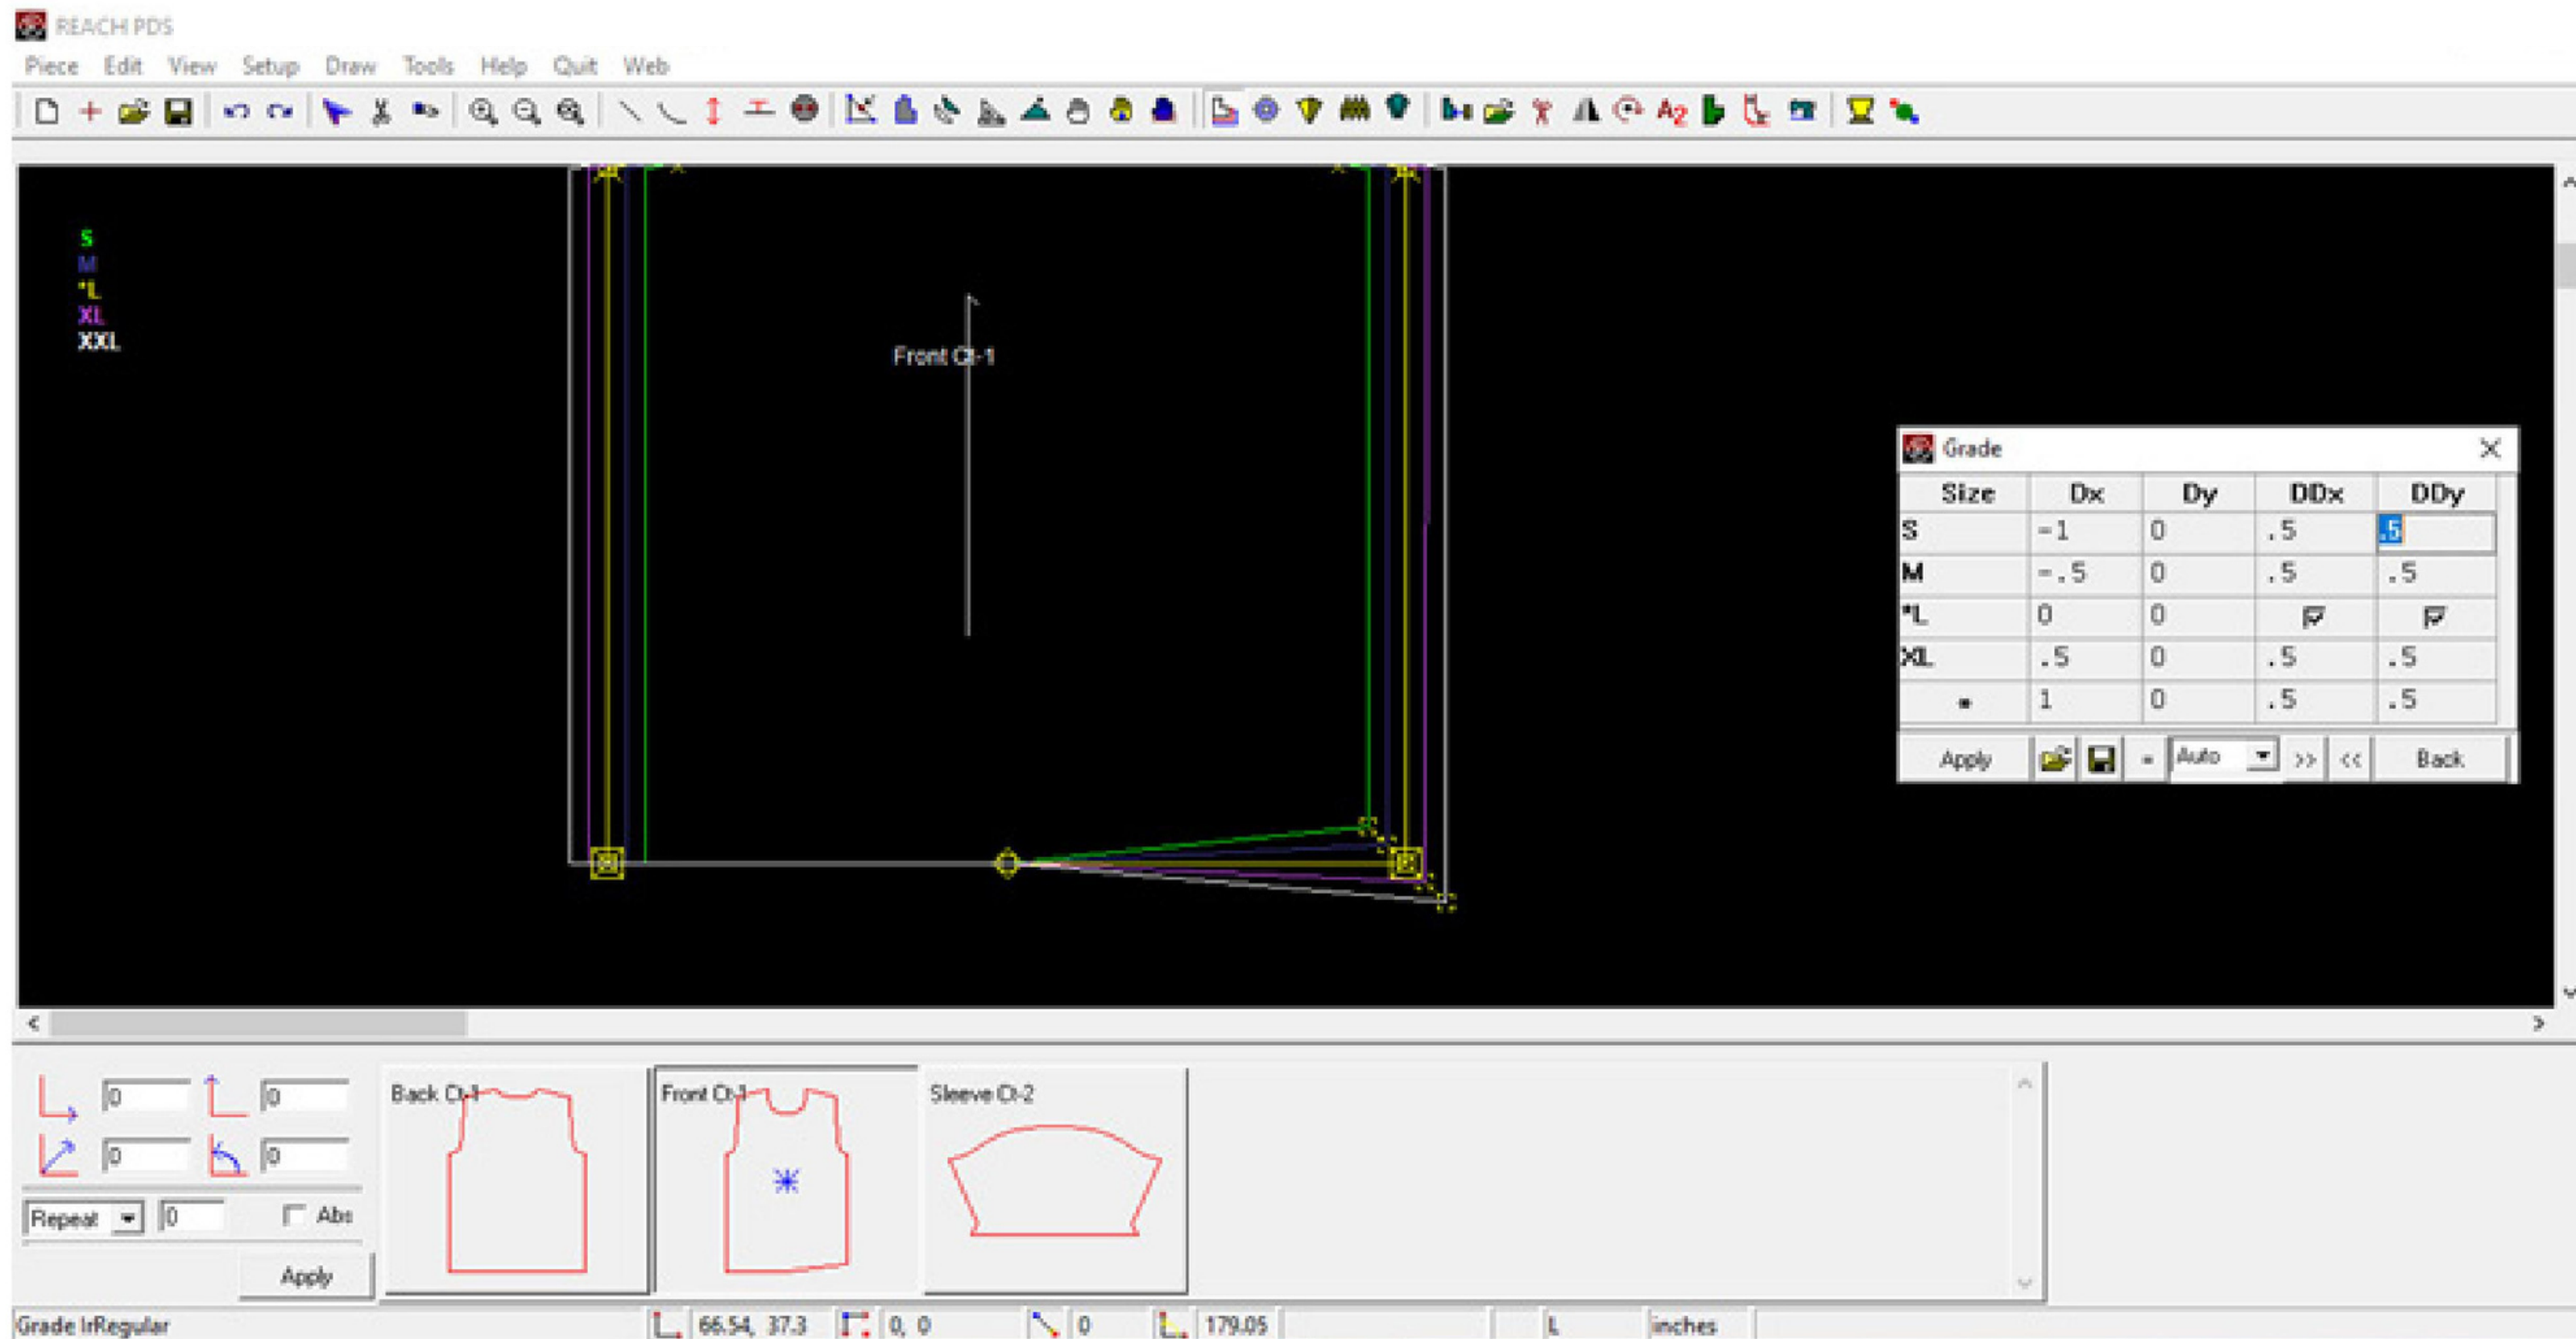 REACH PDS
Piece Edit View Setup Draw Tools Help Quit Web
S
M
*L
XL
XXL
Front Ct-1
Grade
Size Dx Dy DDx DDy
S -1 0 .5 .5
M -.5 0 .5 .5
*L 0 0
XL .5 0 .5 .5
* 1 0 .5 .5
Apply Auto >> << Back
0 0
0 0
Repeat 0 Abs
Apply
Back Ct-1 Front Ct-1 Sleeve Ct-2
Grade IrRegular 66.54, 37.3 0, 0 0 179.05 L inches